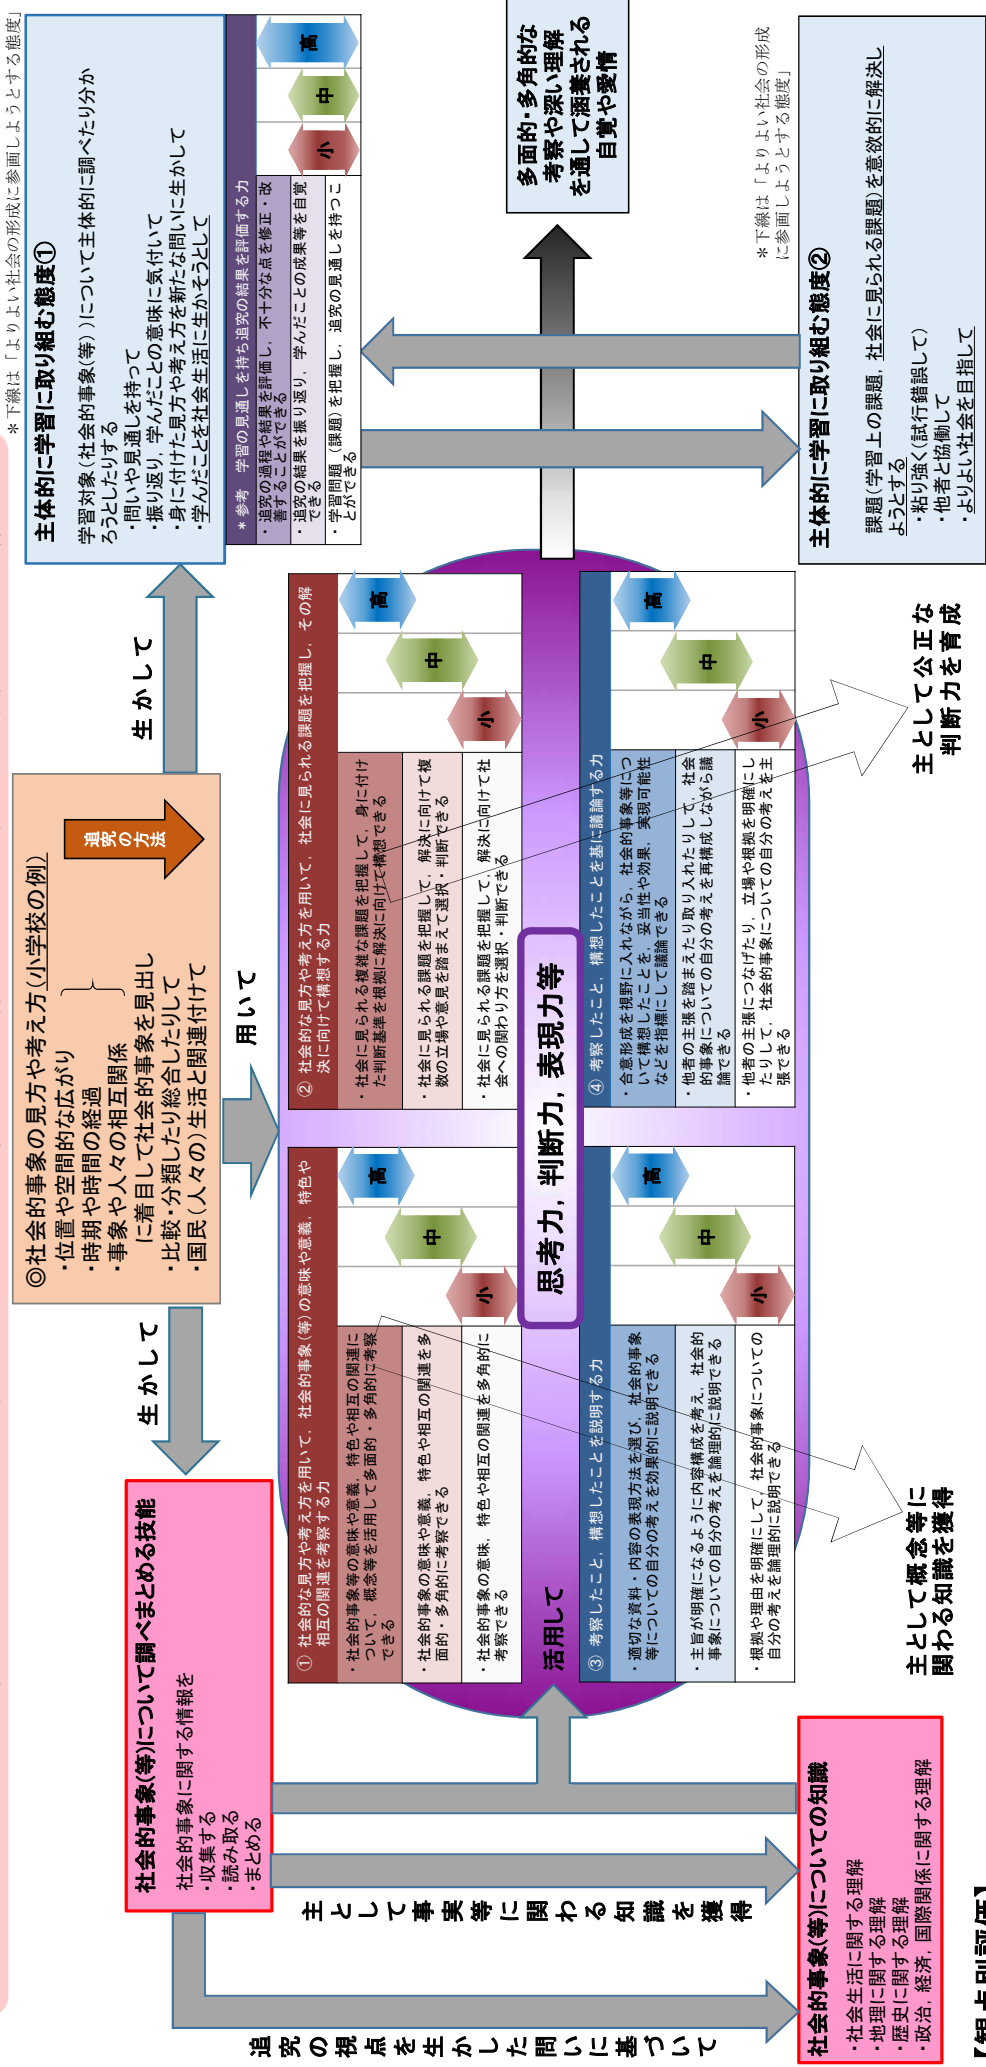 ◎社会的事象の見方や考え方(小学校の例)
・位置や空間的な広がり
・時期や時間の経過
・事象や人々の相互関係
に着目して社会的事象を見出し
・比較・分類したり総合したりして
・国民(人々の)生活と関連付けて
追究の方法
生かして
用いて
生かして
社会的事象(等)について調べまとめる技能
社会的事象に関する情報を
・収集する
・読み取る
・まとめる
追究の視点を生かした問いに基づいて
主として事実等に関わる知識を獲得
社会的事象(等)についての知識
・社会生活に関する理解
・地理に関する理解
・歴史に関する理解
・政治，経済，国際関係に関する理解
活用して
思考力，判断力，表現力等
① 社会的な見方や考え方を用いて，社会的事象(等)の意味や意義，特色や
相互の関連を考察する力
・社会的事象等の意味や意義，特色や相互の関連に
ついて，概念等を活用して多面的・多角的に考察
できる
・社会的事象の意味や意義，特色や相互の関連を多
面的・多角的に考察できる
・社会的事象の意味，特色や相互の関連を多角的に
考察できる
小
中
高
② 社会的な見方や考え方を用いて，社会に見られる課題を把握し，その解
決に向けて構想する力
・社会に見られる複雑な課題を把握して，身に付け
た判断基準を根拠に解決に向けて構想できる
・社会に見られる課題を把握して，解決に向けて複
数の立場や意見を踏まえて選択・判断できる
・社会に見られる課題を把握して，解決に向けて社
会への関わり方を選択・判断できる
小
中
高
③ 考察したこと，構想したことを説明する力
・適切な資料・内容の表現方法を選び，社会的事象
等についての自分の考えを効果的に説明できる
・主旨が明確になるように内容構成を考え，社会的
事象についての自分の考えを論理的に説明できる
・根拠や理由を明確にして，社会的事象についての
自分の考えを論理的に説明できる
小
中
高
④ 考察したこと，構想したことを基に議論する力
・合意形成を視野に入れながら，社会的事象等につ
いて構想したことを，妥当性や効果，実現可能性
などを指標にして議論できる
・他者の主張を踏まえたり取り入れたりして，社会
的事象についての自分の考えを再構成しながら議
論できる
・他者の主張につなげたり，立場や根拠を明確にし
たりして，社会的事象についての自分の考えを主
張できる
小
中
高
主として概念等に
関わる知識を獲得
主として公正な
判断力を育成
＊下線は「よりよい社会の形成に参画しようとする態度」
主体的に学習に取り組む態度①
学習対象(社会的事象(等))について主体的に調べたり分か
ろうとしたりする
・問いや見通しを持って
・振り返り，学んだことの意味に気付いて
・身に付けた見方や考え方を新たな問いに生かして
・学んだことを社会生活に生かそうとして
＊参考　学習の見通しを持ち追究の結果を評価する力
・追究の過程や結果を評価し，不十分な点を修正・改
善することができる
・追究の結果を振り返り，学んだことの成果等を自覚
できる
・学習問題(課題)を把握し，追究の見通しを持つこ
とができる
小
中
高
多面的・多角的な
考察や深い理解
を通して涵養される
自覚や愛情
＊下線は「よりよい社会の形成
に参画しようとする態度」
主体的に学習に取り組む態度②
課題(学習上の課題，社会に見られる課題)を意欲的に解決し
ようとする
・粘り強く(試行錯誤して)
・他者と協働して
・よりよい社会を目指して
【観点別評価】